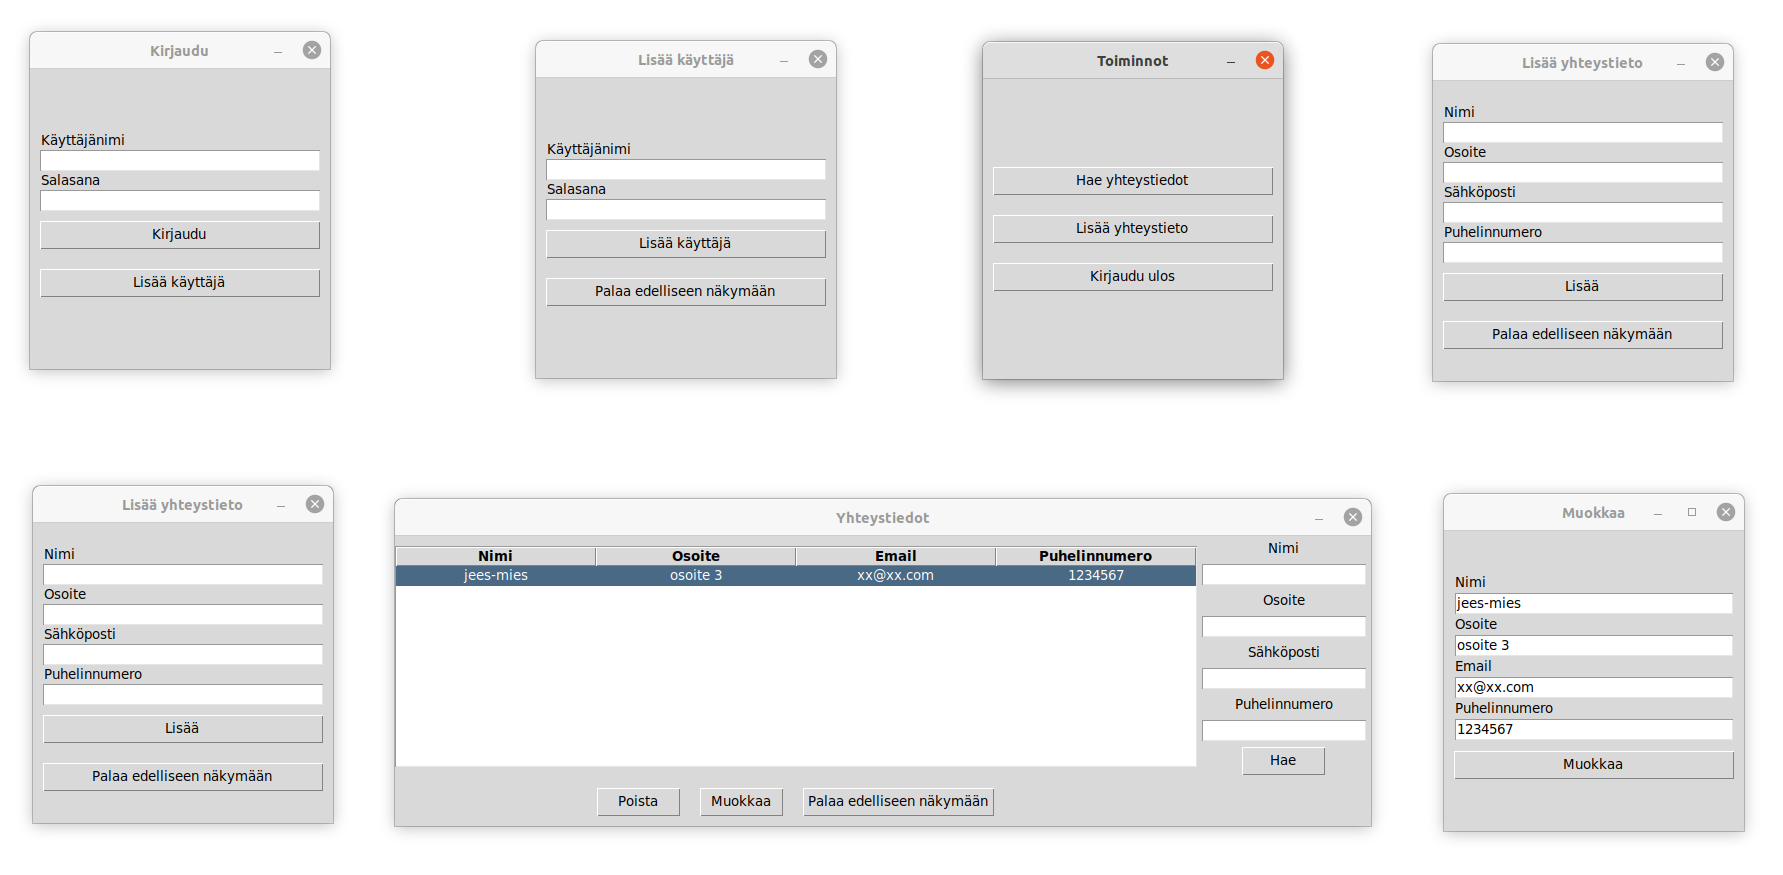 Kirjaudu
Käyttäjänimi
Salasana
Kirjaudu
Lisää käyttäjä
Lisää käyttäjä
Käyttäjänimi
Salasana
Lisää käyttäjä
Palaa edelliseen näkymään
Toiminnot
Hae yhteystiedot
Lisää yhteystieto
Kirjaudu ulos
Lisää yhteystieto
Nimi
Osoite
Sähköposti
Puhelinnumero
Lisää
Palaa edelliseen näkymään
Lisää yhteystieto
Nimi
Osoite
Sähköposti
Puhelinnumero
Lisää
Palaa edelliseen näkymään
Yhteystiedot
Nimi Osoite Email Puhelinnumero
jees-mies osoite 3 xx@xx.com 1234567
Nimi
Osoite
Sähköposti
Puhelinnumero
Hae
Poista Muokkaa Palaa edelliseen näkymään
Muokkaa
Nimi
jees-mies
Osoite
osoite 3
Email
xx@xx.com
Puhelinnumero
1234567
Muokkaa